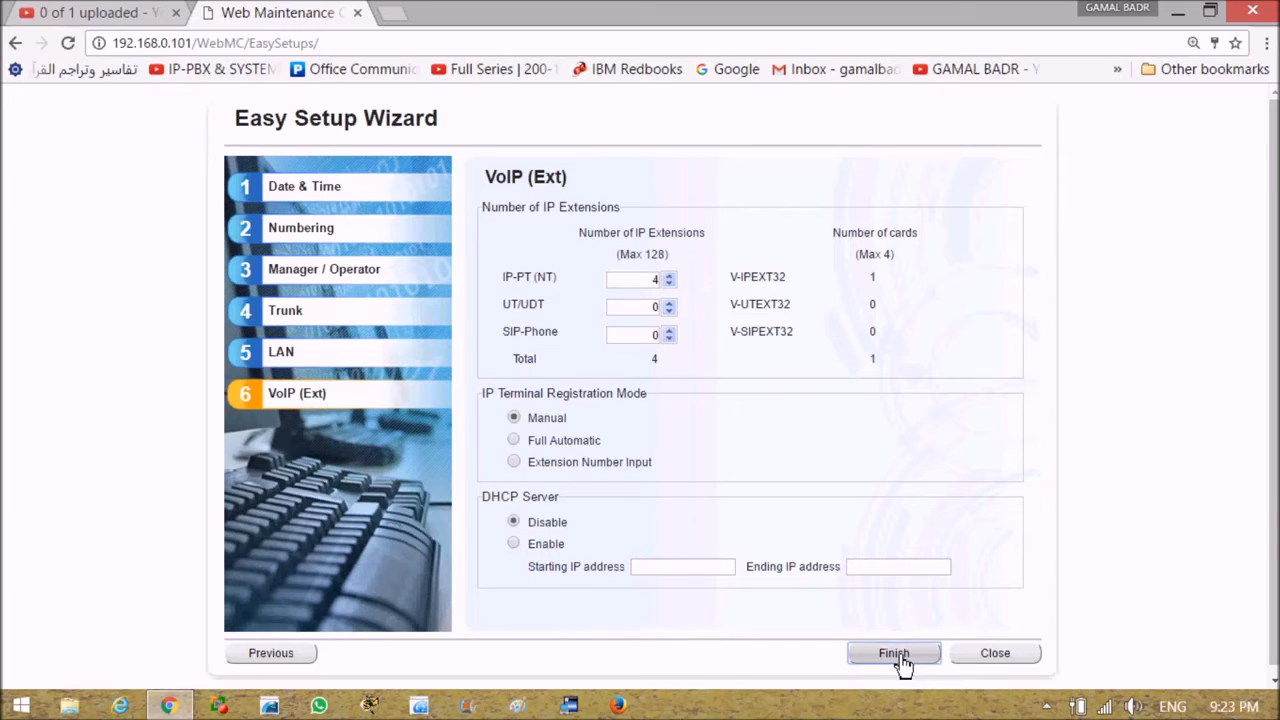 0 of 1 uploaded - Y
Web Maintenance C
GAMAL BADR
192.168.0.101/WebMC/EasySetups/
تفاسير وتراجم القرآ
IP-PBX & SYSTEM
Office Communic
Full Series | 200-1
IBM Redbooks
Google
Inbox - gamalbad
GAMAL BADR - Y
»
Other bookmarks
Easy Setup Wizard
1 Date & Time
2 Numbering
3 Manager / Operator
4 Trunk
5 LAN
6 VoIP (Ext)
VoIP (Ext)
Number of IP Extensions
Number of IP Extensions Number of cards
(Max 128) (Max 4)
IP-PT (NT) 4 V-IPEXT32 1
UT/UDT 0 V-UTEXT32 0
SIP-Phone 0 V-SIPEXT32 0
Total 4 1
IP Terminal Registration Mode
Manual
Full Automatic
Extension Number Input
DHCP Server
Disable
Enable
Starting IP address Ending IP address
Previous Finish Close
ENG 9:23 PM